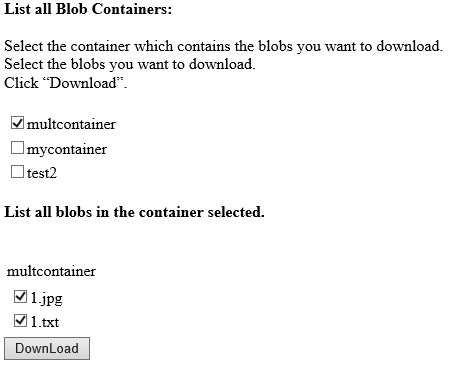 List all Blob Containers:
Select the container which contains the blobs you want to download.
Select the blobs you want to download.
Click “Download”.
multcontainer
mycontainer
test2
List all blobs in the container selected.
multcontainer
1.jpg
1.txt
DownLoad